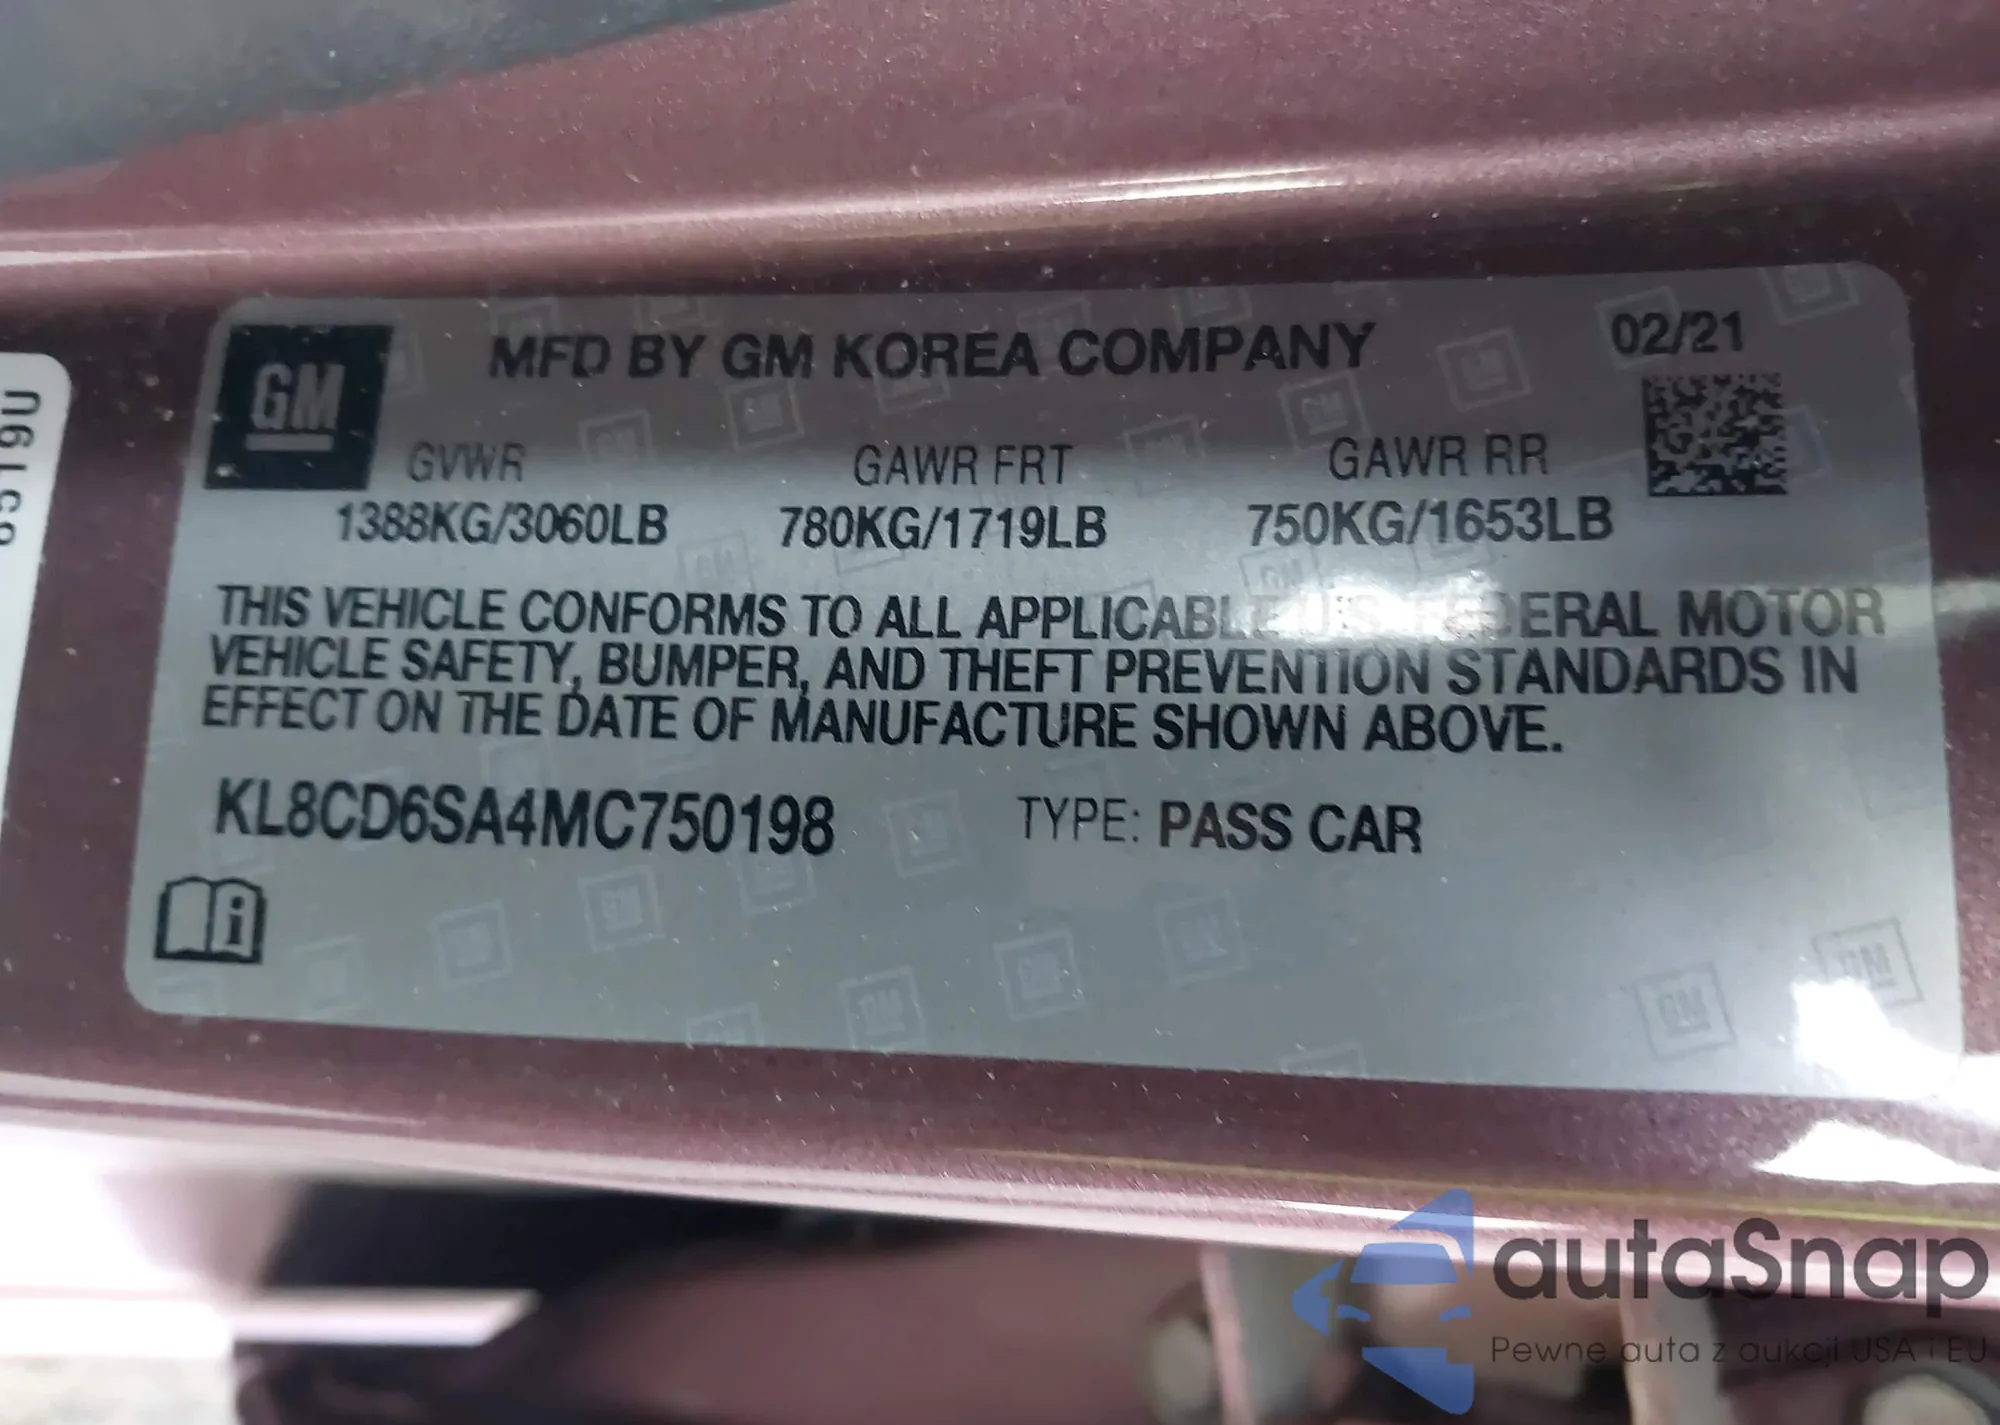 MFD BY GM KOREA COMPANY 02/21
GM
GVWR GAWR FRT GAWR RR
1388KG/3060LB 780KG/1719LB 750KG/1653LB
THIS VEHICLE CONFORMS TO ALL APPLICABLE U.S. FEDERAL MOTOR
VEHICLE SAFETY, BUMPER, AND THEFT PREVENTION STANDARDS IN
EFFECT ON THE DATE OF MANUFACTURE SHOWN ABOVE.
KL8CD6SA4MC750198 TYPE: PASS CAR
autaSnap
Pewne auta z aukcji USA i EU